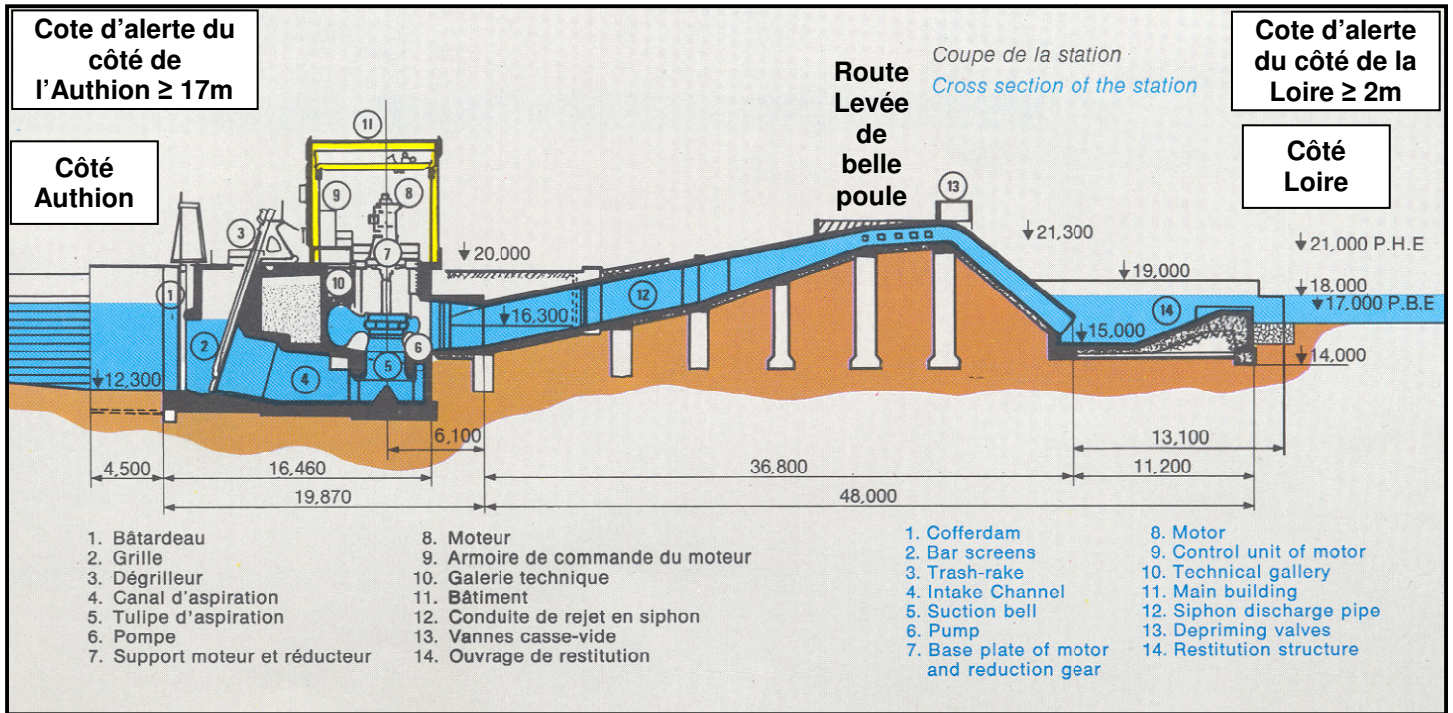 Cote d'alerte du
côté de
l'Authion ≥ 17m
Côté
Authion
Route
Levée
de
belle
poule
Coupe de la station
Cross section of the station
Cote d'alerte
du côté de la
Loire ≥ 2m
Côté
Loire
11
9
8
13
3
7
20,000
21,300
21,000 P.H.E
10
19,000
1
12
18,000
14
17,000 P.B.E
16,300
6
15,000
2
12,300
4
5
14,000
6,100
13,100
4,500
16,460
36,800
11,200
19,870
48,000
1. Bâtardeau
2. Grille
3. Dégrilleur
4. Canal d'aspiration
5. Tulipe d'aspiration
6. Pompe
7. Support moteur et réducteur
8. Moteur
9. Armoire de commande du moteur
10. Galerie technique
11. Bâtiment
12. Conduite de rejet en siphon
13. Vannes casse-vide
14. Ouvrage de restitution
1. Cofferdam
2. Bar screens
3. Trash-rake
4. Intake Channel
5. Suction bell
6. Pump
7. Base plate of motor
and reduction gear
8. Motor
9. Control unit of motor
10. Technical gallery
11. Main building
12. Siphon discharge pipe
13. Depriming valves
14. Restitution structure